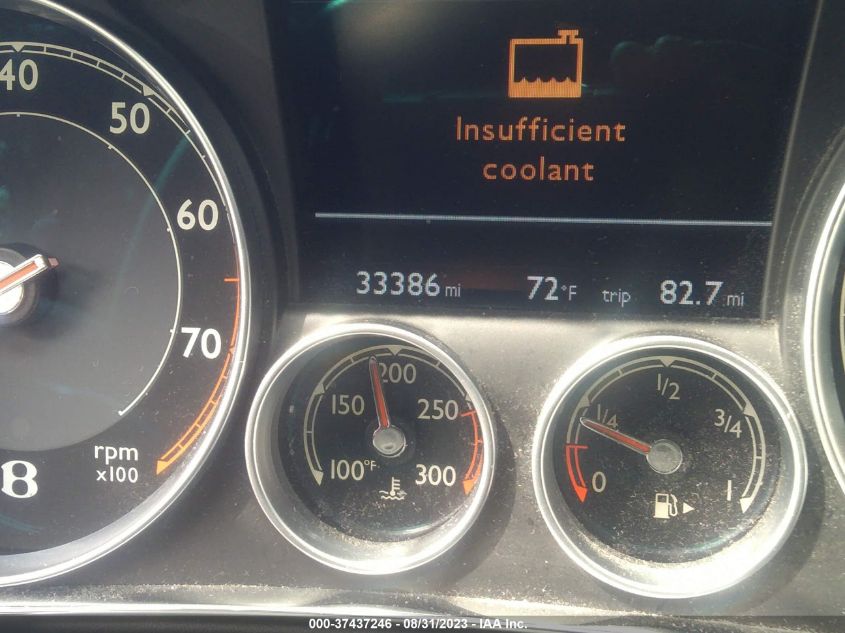 40
50
60
70
rpm
x100
8
Insufficient
coolant
33386 mi 72°F trip 82.7 mi
100°F
150
200
250
300
0
1/4
1/2
3/4
1
000-37437246 - 08/31/2023 - IAA Inc.